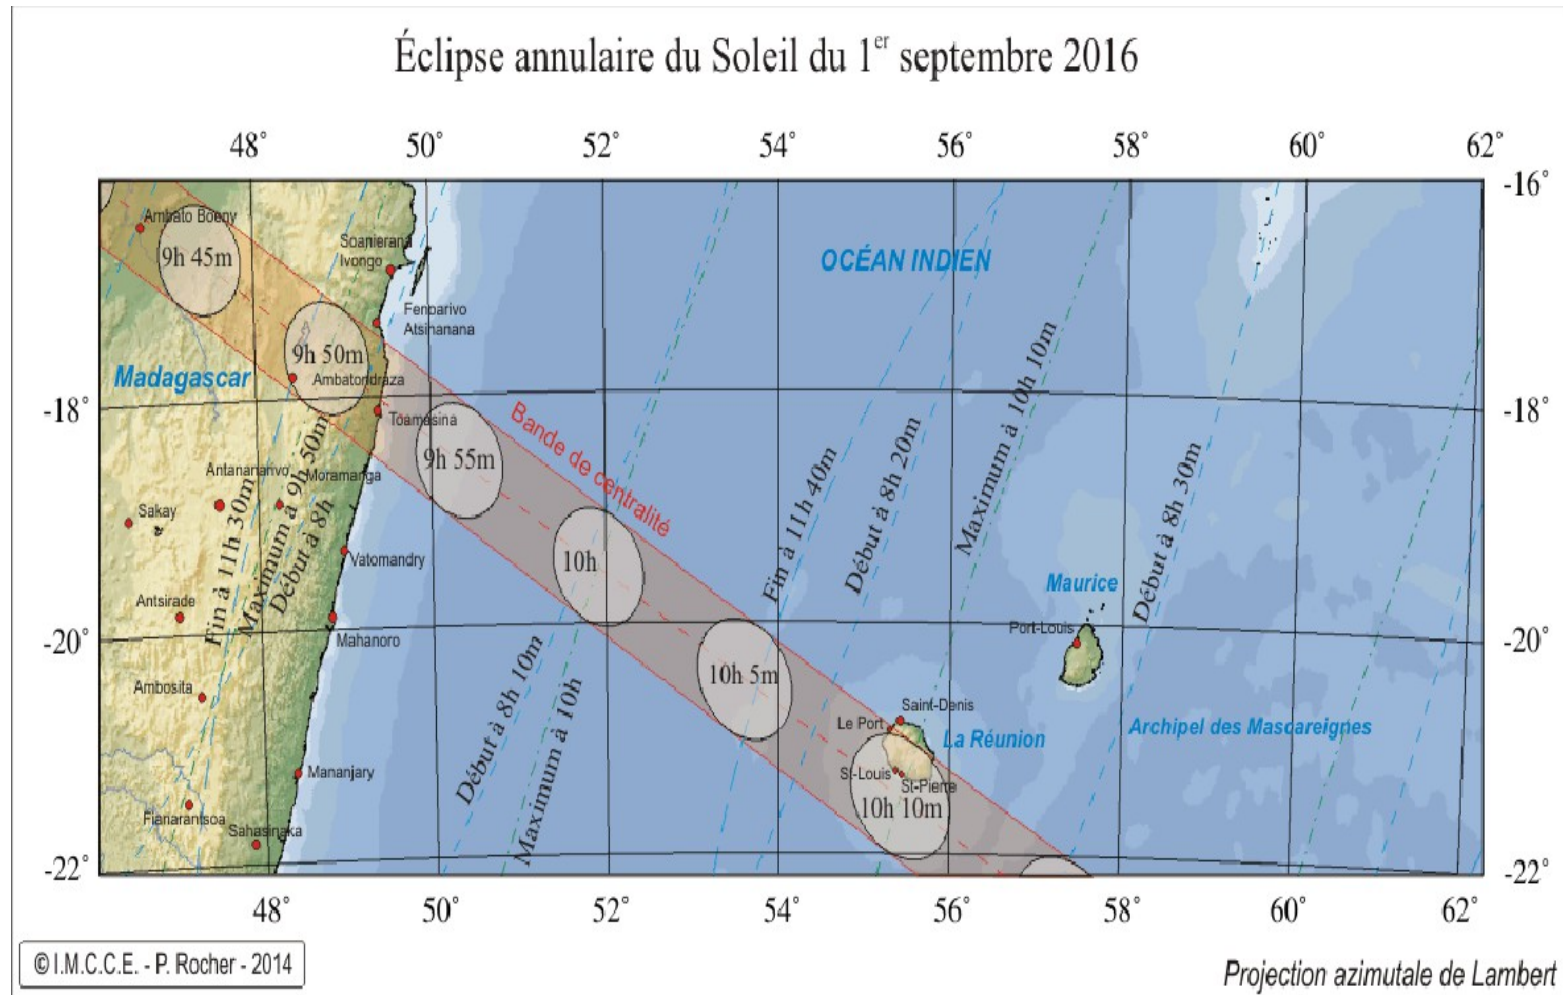 Éclipse annulaire du Soleil du 1er septembre 2016
48° 50° 52° 54° 56° 58° 60° 62°
-16° -16°
Ambato Boeny
9h 45m
Soanierana
Ivongo
OCÉAN INDIEN
Fenoarivo
Atsinanana
9h 50m
Madagascar
Ambatondraza
-18° -18°
Toamasina
Bande de centralité
9h 55m
Maximum à 10h 10m
Antananarivo
Moramanga
Sakay
Fin à 11h 30m
Maximum à 9h 50m
Début à 8h
Vatomandry
10h
Fin à 11h 40m
Début à 8h 20m
Début à 8h 30m
Maurice
Antsirade
Port-Louis
-20° -20°
Mahanoro
Ambosita
10h 5m
Début à 8h 10m
Maximum à 10h
Saint-Denis
Le Port
La Réunion
Archipel des Mascareignes
Mananjary
St-Louis
St-Pierre
10h 10m
Fianarantsoa
Sahasinaka
-22° -22°
48° 50° 52° 54° 56° 58° 60° 62°
© I.M.C.C.E. - P. Rocher - 2014
Projection azimutale de Lambert